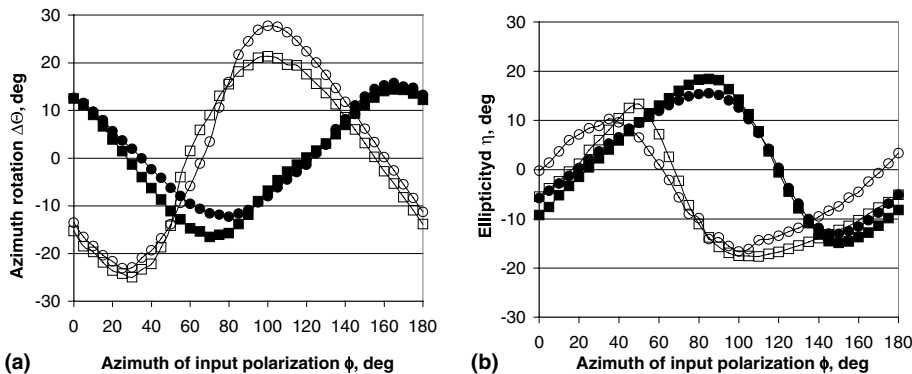 30
20
10
0
-10
-20
-30
Azimuth rotation ΔΘ, deg
0 20 40 60 80 100 120 140 160 180
(a) Azimuth of input polarization ϕ, deg
30
20
10
0
-10
-20
-30
Ellipticityd η, deg
0 20 40 60 80 100 120 140 160 180
(b) Azimuth of input polarization ϕ, deg